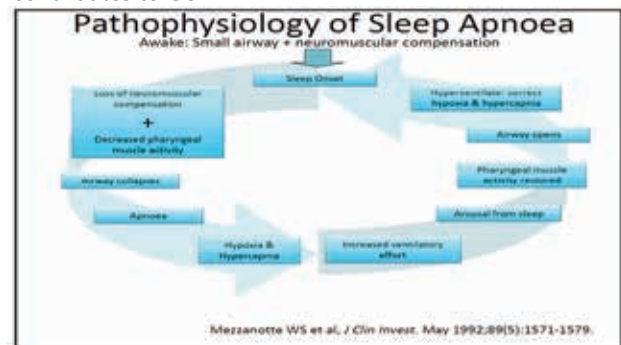 Pathophysiology of Sleep Apnoea
Awake: Small airway + neuromuscular compensation
Sleep Onset
Loss of neuromuscular
compensation
+
Decreased pharyngeal
muscle activity
Airway collapses
Apnoea
Hypoxia &
Hypercapnia
Increased ventilatory
effort
Arousal from sleep
Pharyngeal muscle
activity restored
Airway opens
Hyperventilate: correct
hypoxia & hypercapnia
Mezzanotte WS et al, J Clin Invest. May 1992;89(5):1571-1579.